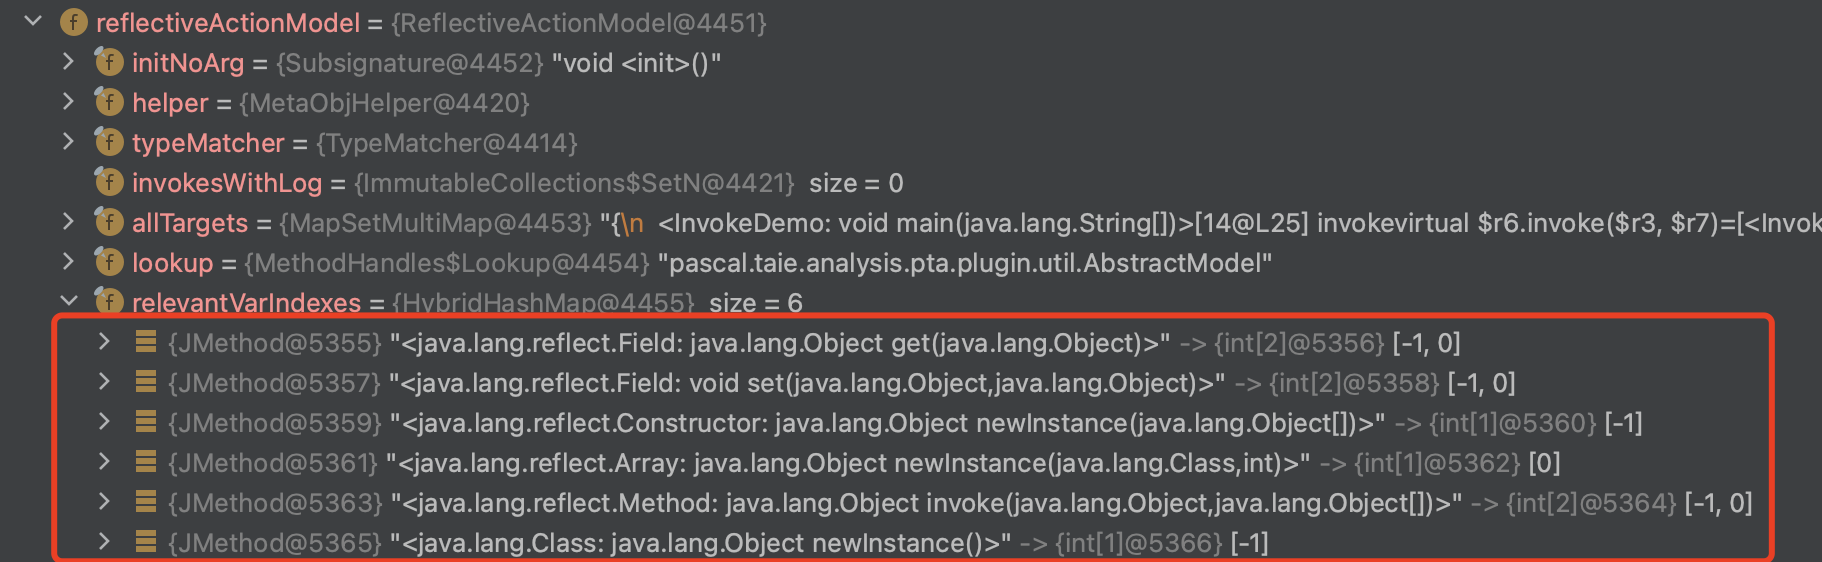 f reflectiveActionModel = {ReflectiveActionModel@4451}
f initNoArg = {Subsignature@4452} "void <init>()"
f helper = {MetaObjHelper@4420}
f typeMatcher = {TypeMatcher@4414}
f invokesWithLog = {ImmutableCollections$SetN@4421} size = 0
f allTargets = {MapSetMultiMap@4453} "{\n <InvokeDemo: void main(java.lang.String[])>[14@L25] invokevirtual $r6.invoke($r3, $r7)=[<Invok
f lookup = {MethodHandles$Lookup@4454} "pascal.taie.analysis.pta.plugin.util.AbstractModel"
f relevantVarIndexes = {HybridHashMap@4455} size = 6
{JMethod@5355} "<java.lang.reflect.Field: java.lang.Object get(java.lang.Object)>" -> {int[2]@5356} [-1, 0]
{JMethod@5357} "<java.lang.reflect.Field: void set(java.lang.Object,java.lang.Object)>" -> {int[2]@5358} [-1, 0]
{JMethod@5359} "<java.lang.reflect.Constructor: java.lang.Object newInstance(java.lang.Object[])>" -> {int[1]@5360} [-1]
{JMethod@5361} "<java.lang.reflect.Array: java.lang.Object newInstance(java.lang.Class,int)>" -> {int[1]@5362} [0]
{JMethod@5363} "<java.lang.reflect.Method: java.lang.Object invoke(java.lang.Object,java.lang.Object[])>" -> {int[2]@5364} [-1, 0]
{JMethod@5365} "<java.lang.Class: java.lang.Object newInstance()>" -> {int[1]@5366} [-1]